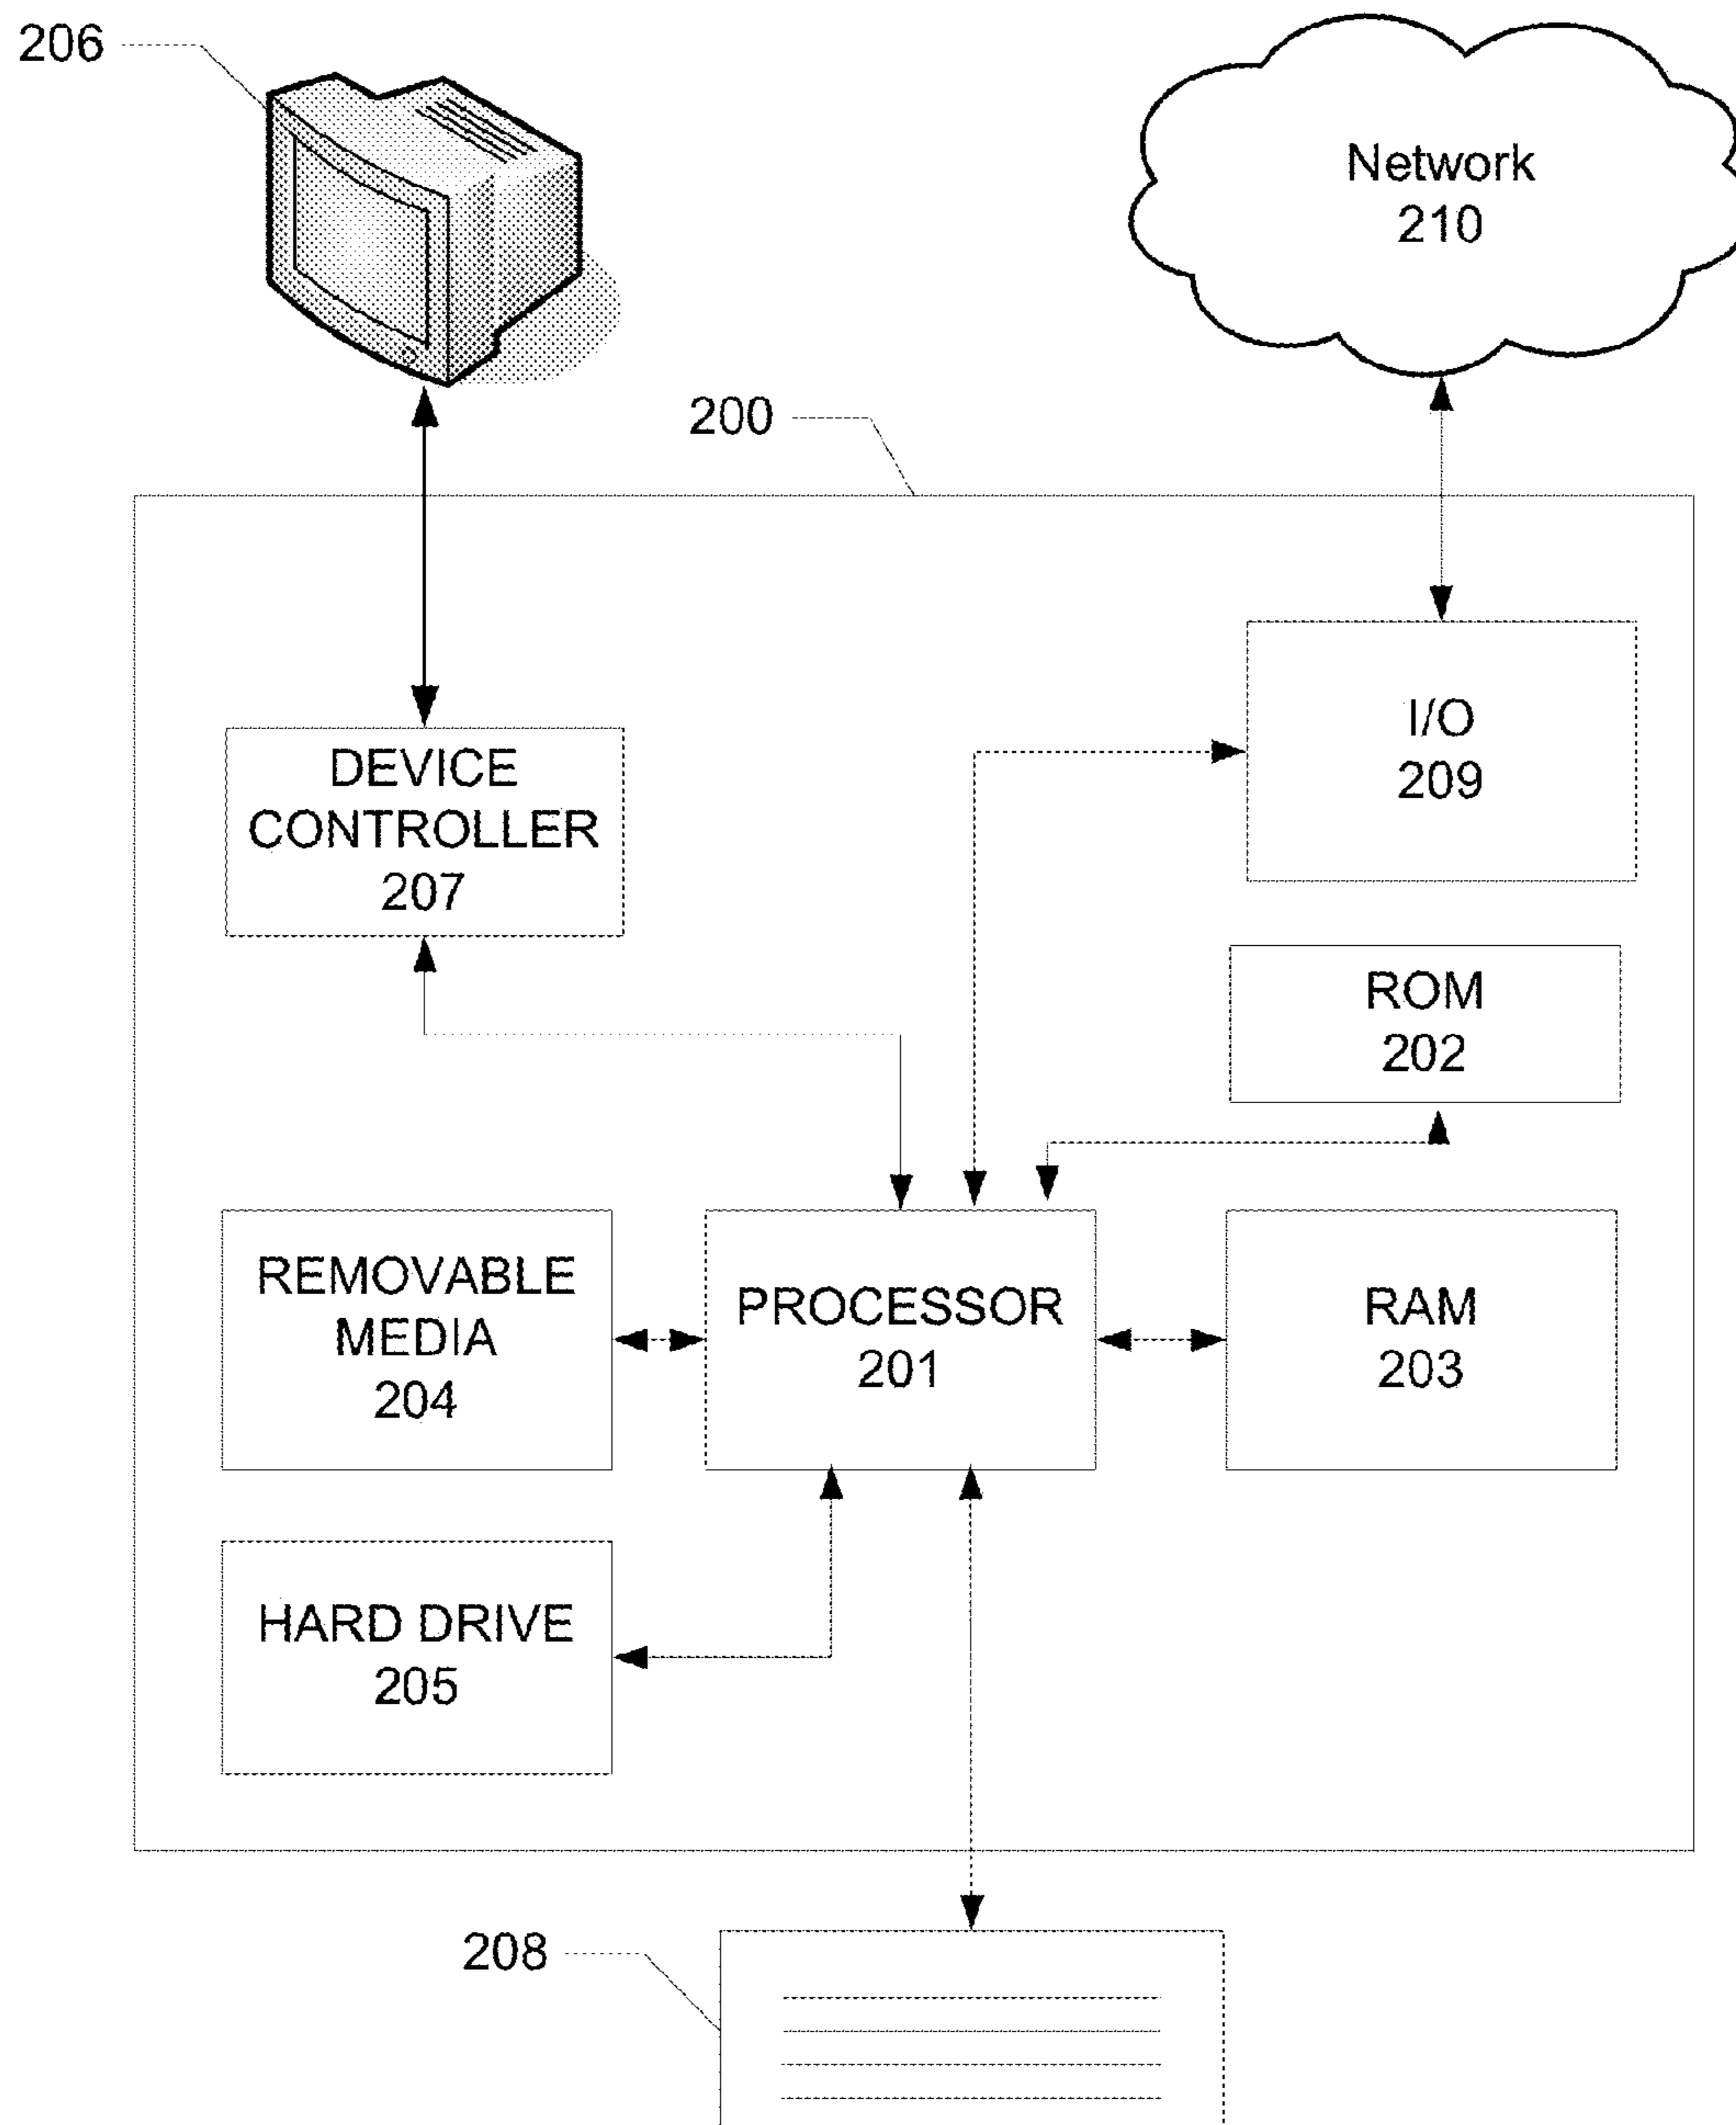 206
Network
210
200
I/O
209
DEVICE
CONTROLLER
207
ROM
202
REMOVABLE
MEDIA
204
PROCESSOR
201
RAM
203
HARD DRIVE
205
208